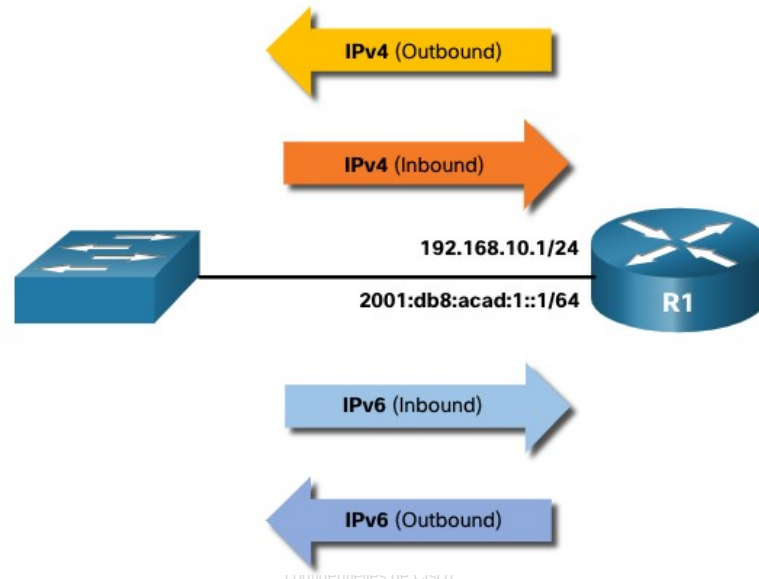 IPv4 (Outbound)
IPv4 (Inbound)
192.168.10.1/24
2001:db8:acad:1::1/64
R1
IPv6 (Inbound)
IPv6 (Outbound)